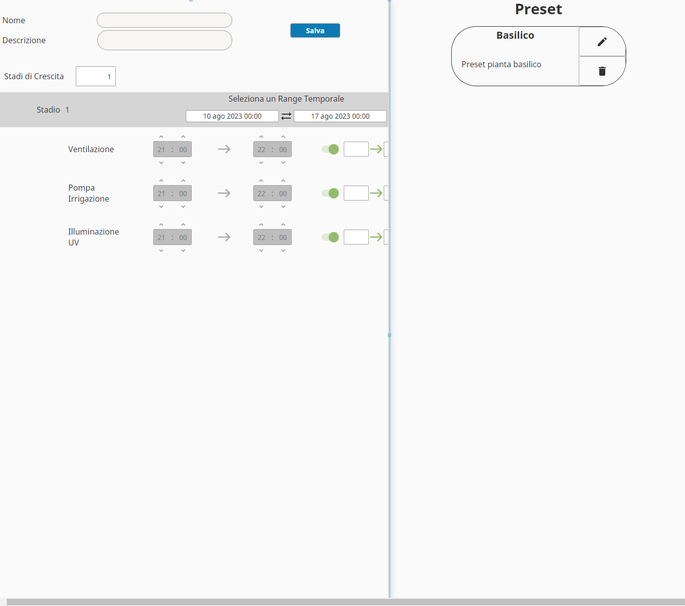 Nome
Salva
Descrizione
Stadi di Crescita 1
Stadio 1
Seleziona un Range Temporale
10 ago 2023 00:00
17 ago 2023 00:00
Ventilazione 21 : 00 22 : 00
Pompa
Irrigazione
21 : 00 22 : 00
Illuminazione
UV
21 : 00 22 : 00
Preset
Basilico
Preset pianta basilico